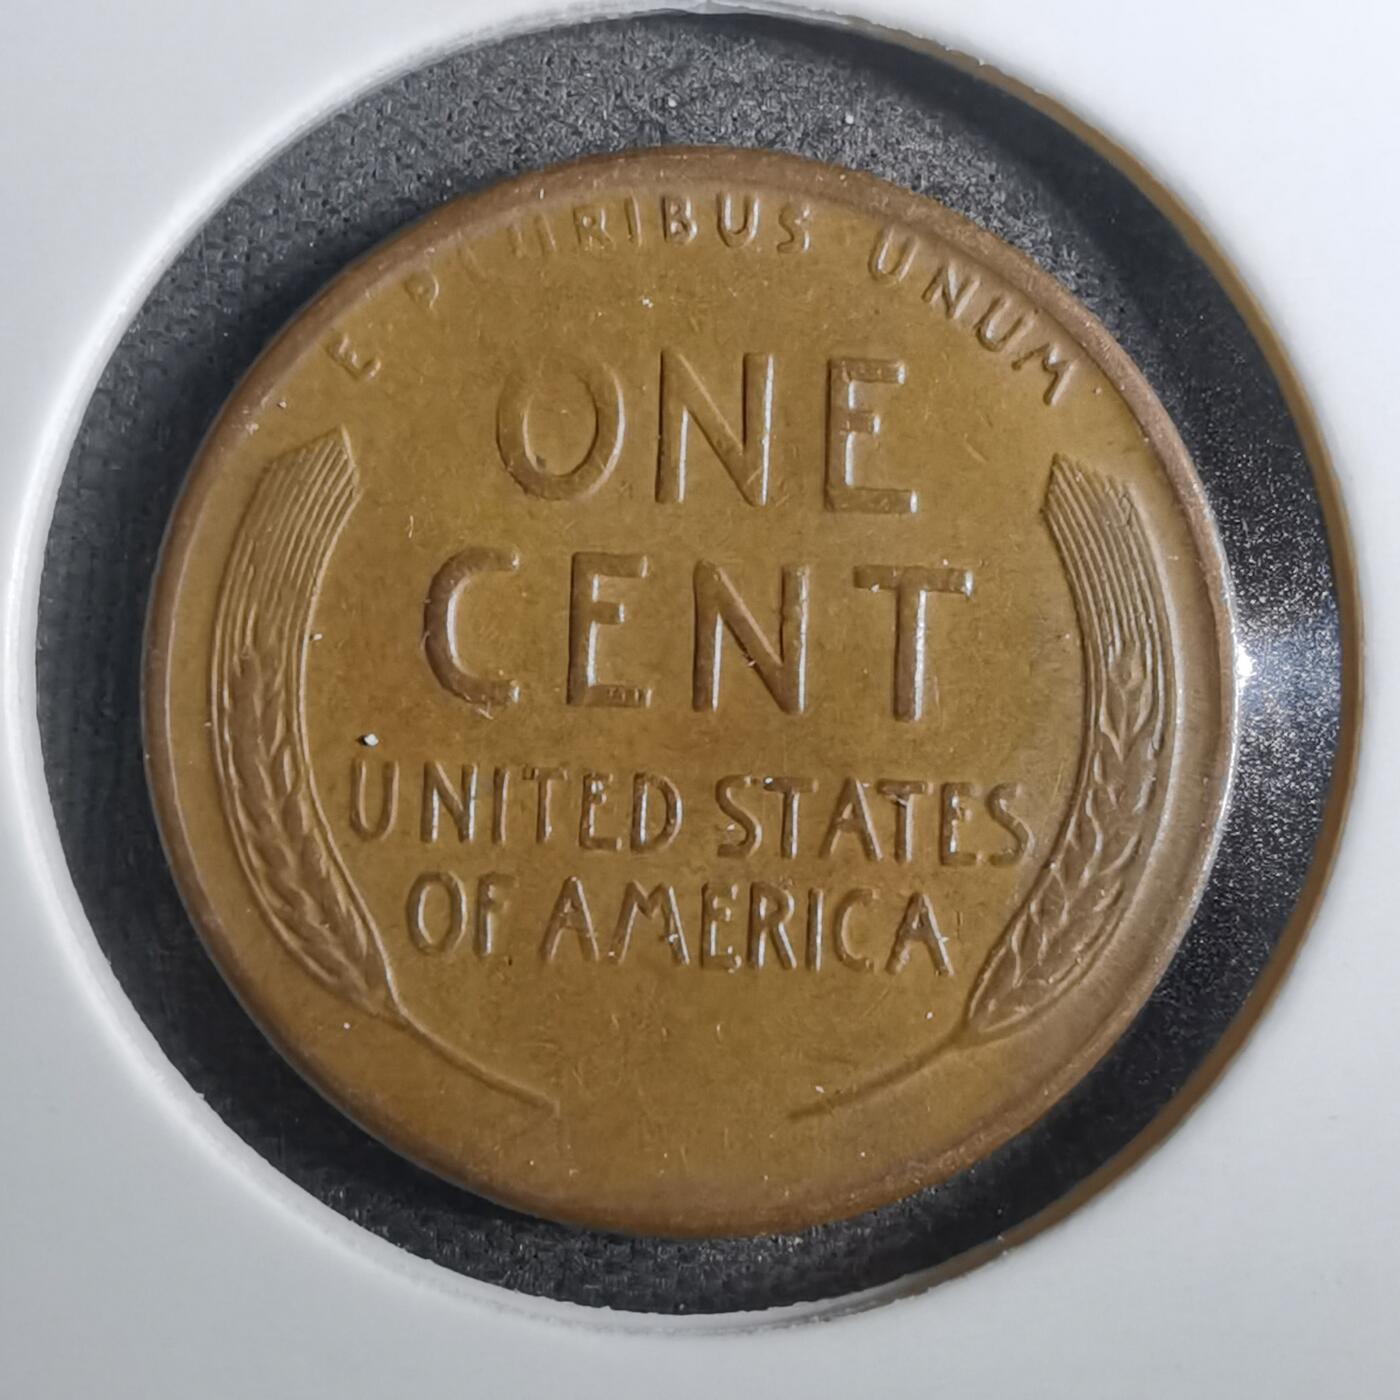 E PLURIBUS UNUM
ONE
CENT
UNITED STATES
OF AMERICA